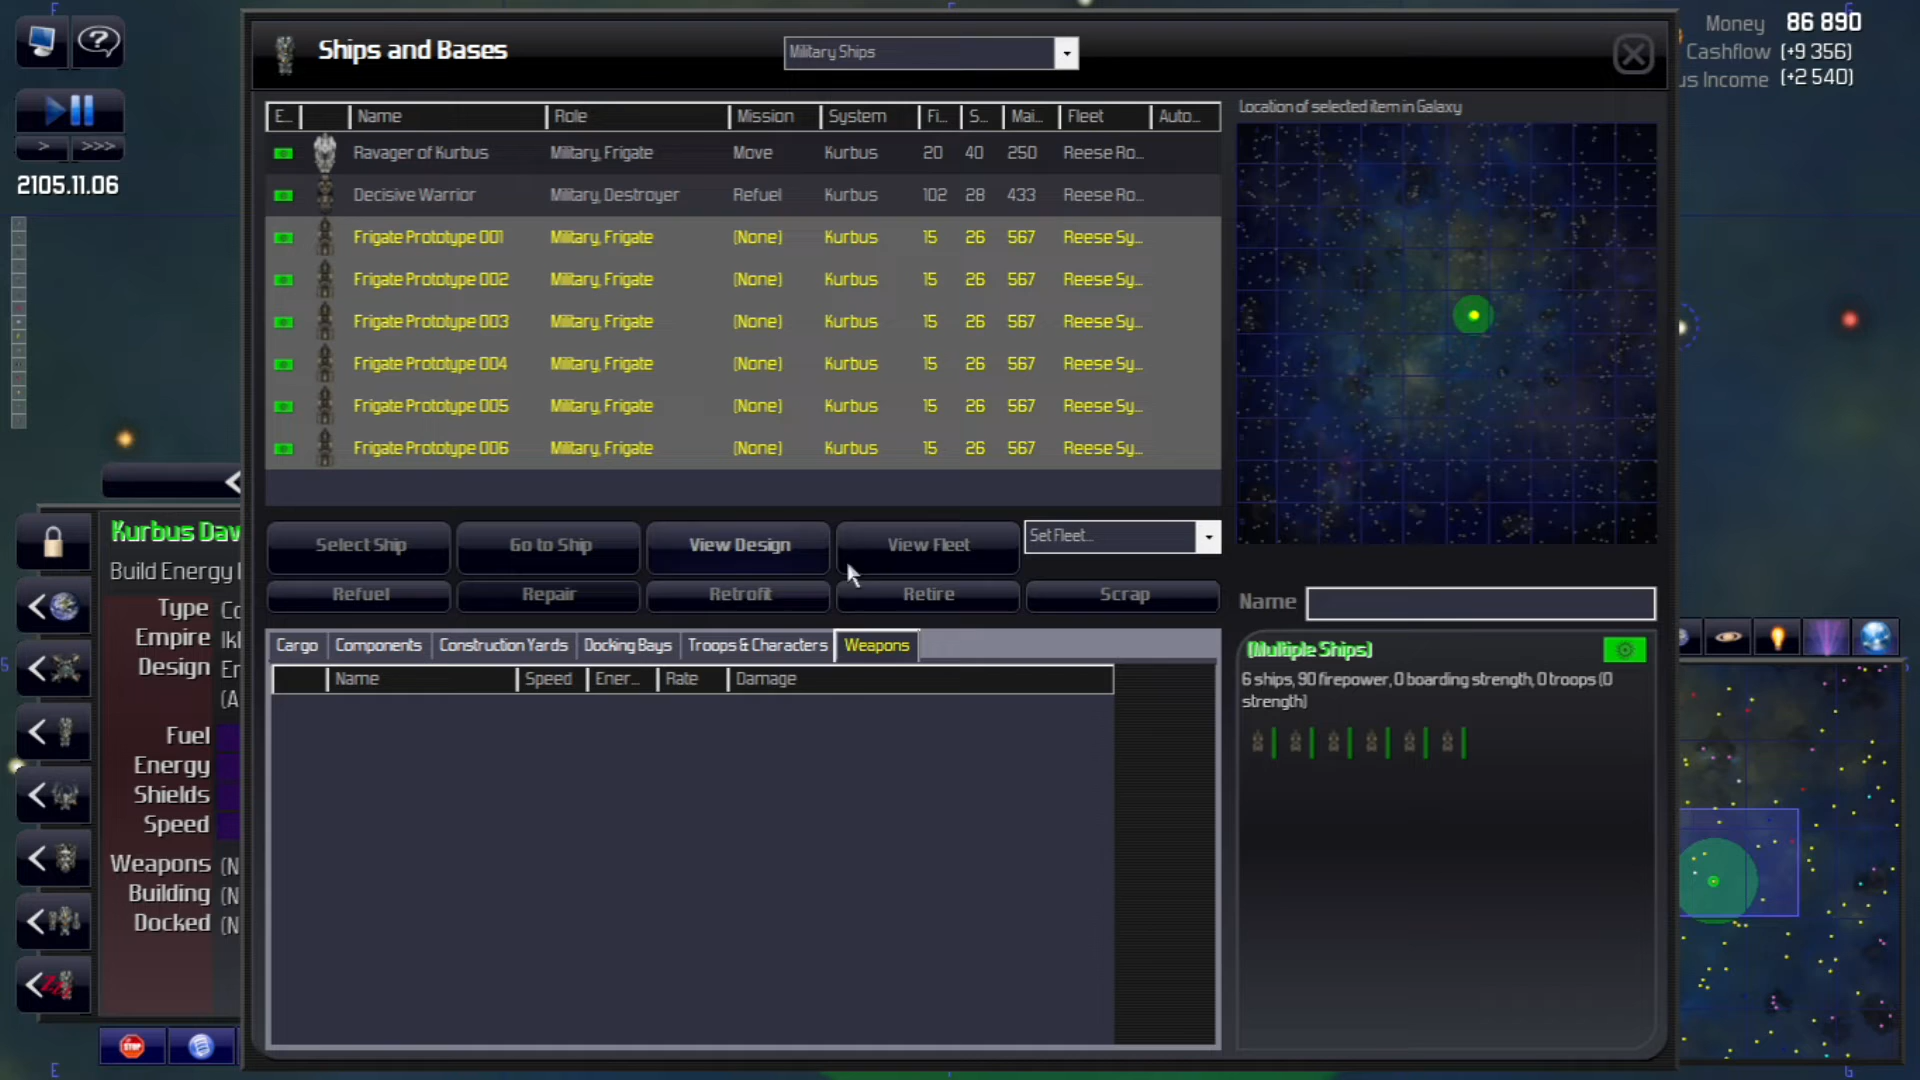 Money 86 890
Cashflow (+9 356)
us Income (+2 540)
Ships and Bases
Military Ships
> >>>
2105.11.06
E... Name Role Mission System Fi... S... Mai... Fleet Auto...
Ravager of Kurbus Military, Frigate Move Kurbus 20 40 250 Reese Ro...
Decisive Warrior Military, Destroyer Refuel Kurbus 102 28 433 Reese Ro...
Frigate Prototype 001 Military, Frigate (None) Kurbus 15 26 567 Reese Sy...
Frigate Prototype 002 Military, Frigate (None) Kurbus 15 26 567 Reese Sy...
Frigate Prototype 003 Military, Frigate (None) Kurbus 15 26 567 Reese Sy...
Frigate Prototype 004 Military, Frigate (None) Kurbus 15 26 567 Reese Sy...
Frigate Prototype 005 Military, Frigate (None) Kurbus 15 26 567 Reese Sy...
Frigate Prototype 006 Military, Frigate (None) Kurbus 15 26 567 Reese Sy...
Location of selected item in Galaxy
Select Ship Go to Ship View Design View Fleet Set Fleet...
Refuel Repair Retrofit Retire Scrap
Cargo Components Construction Yards Docking Bays Troops & Characters Weapons
Name Speed Ener... Rate Damage
Name
(Multiple Ships)
6 ships, 90 firepower, 0 boarding strength, 0 troops (0
strength)
Kurbus Daw
Build Energy
Type Co
Empire Ikk
Design En
(A
Fuel
Energy
Shields
Speed
Weapons (N
Building (N
Docked (N
STOP
F
F
G
5
5
E
G